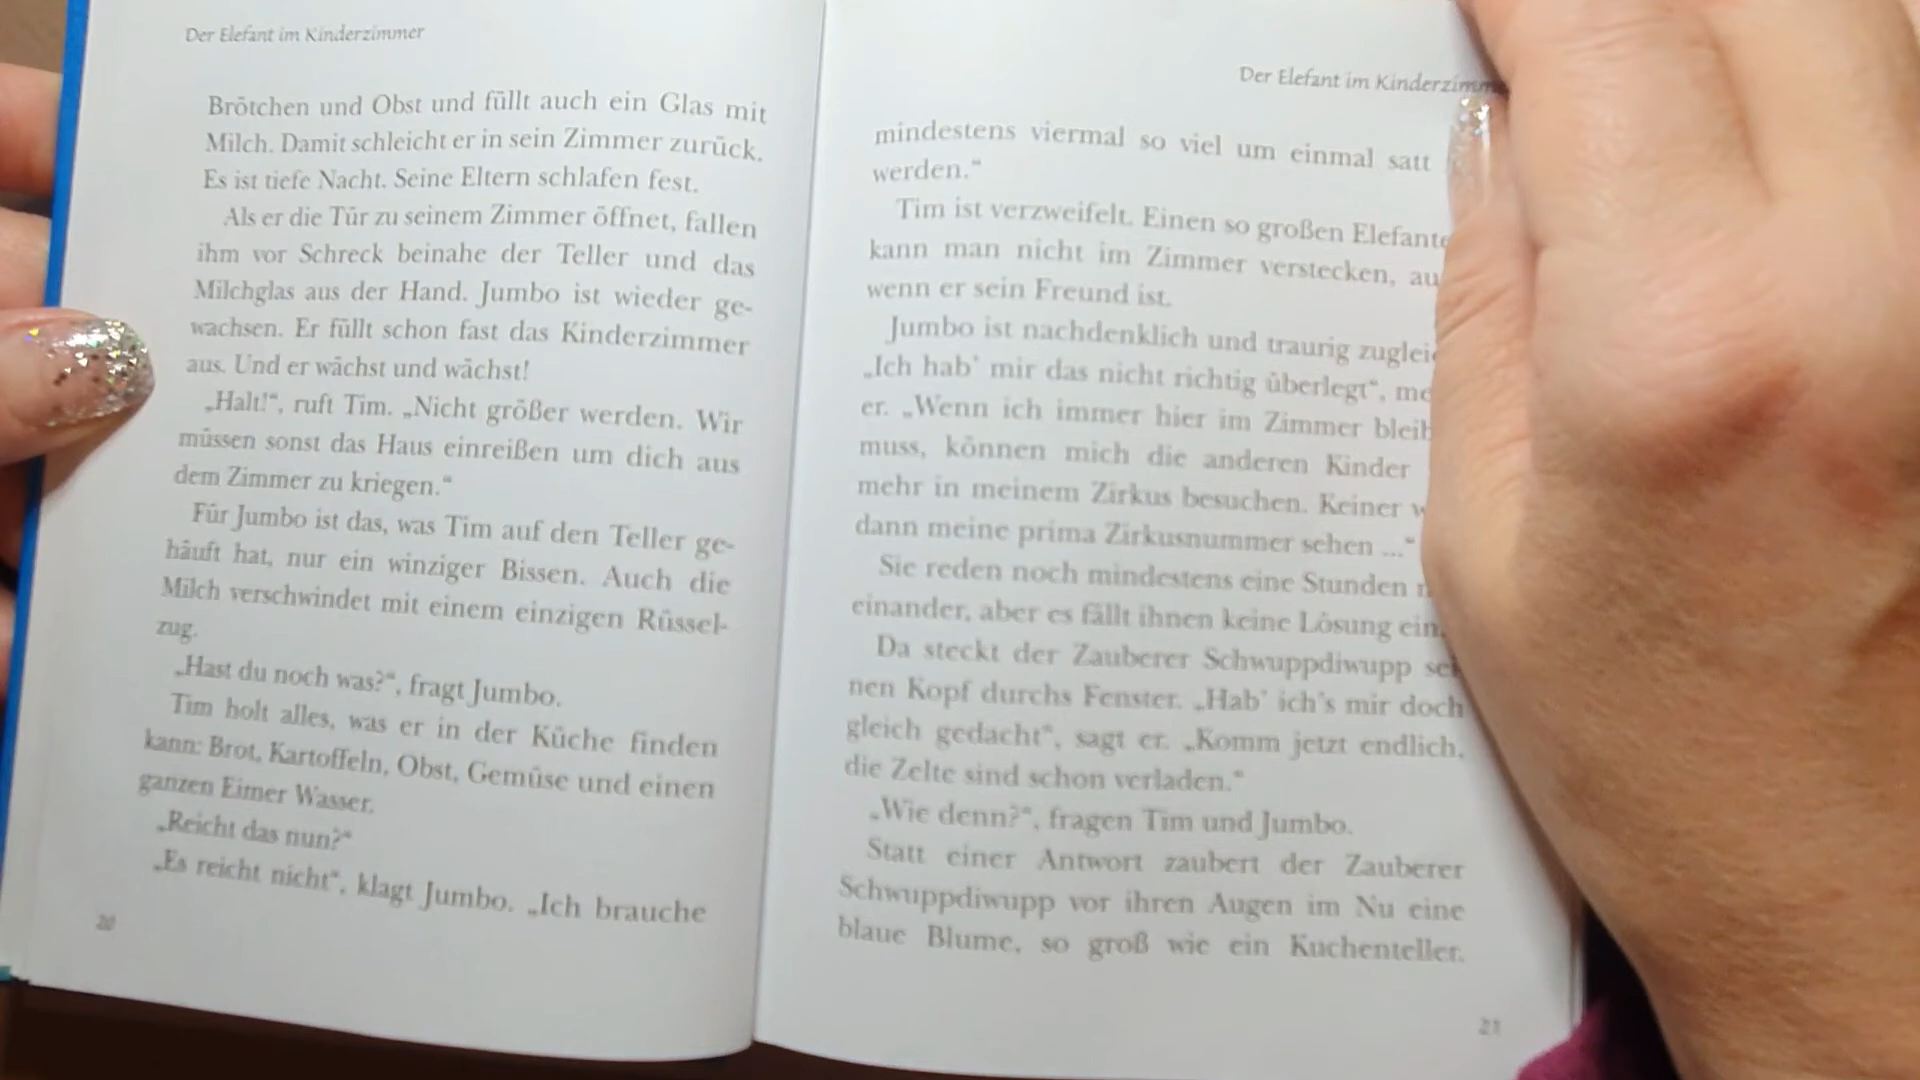 Der Elefant im Kinderzimmer
Brötchen und Obst und füllt auch ein Glas mit
Milch. Damit schleicht er in sein Zimmer zurück.
Es ist tiefe Nacht. Seine Eltern schlafen fest.
Als er die Tür zu seinem Zimmer öffnet, fallen
ihm vor Schreck beinahe der Teller und das
Milchglas aus der Hand. Jumbo ist wieder ge-
wachsen. Er füllt schon fast das Kinderzimmer
aus. Und er wächst und wächst!
„Halt!“, ruft Tim. „Nicht größer werden. Wir
müssen sonst das Haus einreißen um dich aus
dem Zimmer zu kriegen.“
Für Jumbo ist das, was Tim auf den Teller ge-
häuft hat, nur ein winziger Bissen. Auch die
Milch verschwindet mit einem einzigen Rüssel-
zug.
„Hast du noch was?“, fragt Jumbo.
Tim holt alles, was er in der Küche finden
kann: Brot, Kartoffeln, Obst, Gemüse und einen
ganzen Eimer Wasser.
„Reicht das nun?“
„Es reicht nicht“, klagt Jumbo. „Ich brauche
20
Der Elefant im
mindestens viermal so viel um einmal satt
werden.“
Tim ist verzweifelt. Einen so großen
kann man nicht im Zimmer verstecken,
wenn er sein Freund ist.
Jumbo ist nachdenklich und traurig
„Ich hab’ mir das nicht richtig überlegt“,
er. „Wenn ich immer hier im Zimmer
muss, können mich die anderen Kinder
mehr in meinem Zirkus besuchen. Keiner
dann meine prima Zirkusnummer sehen ...“
Sie reden noch mindestens eine Stunden
einander, aber es fällt ihnen keine Lösung ein.
Da steckt der Zauberer Schwuppdiwupp sei-
nen Kopf durchs Fenster. „Hab’ ich’s mir doch
gleich gedacht“, sagt er. „Komm jetzt endlich,
die Zelte sind schon verladen.“
„Wie denn?“, fragen Tim und Jumbo.
Statt einer Antwort zaubert der Zauberer
Schwuppdiwupp vor ihren Augen im Nu eine
blaue Blume, so groß wie ein Kuchenteller.
21